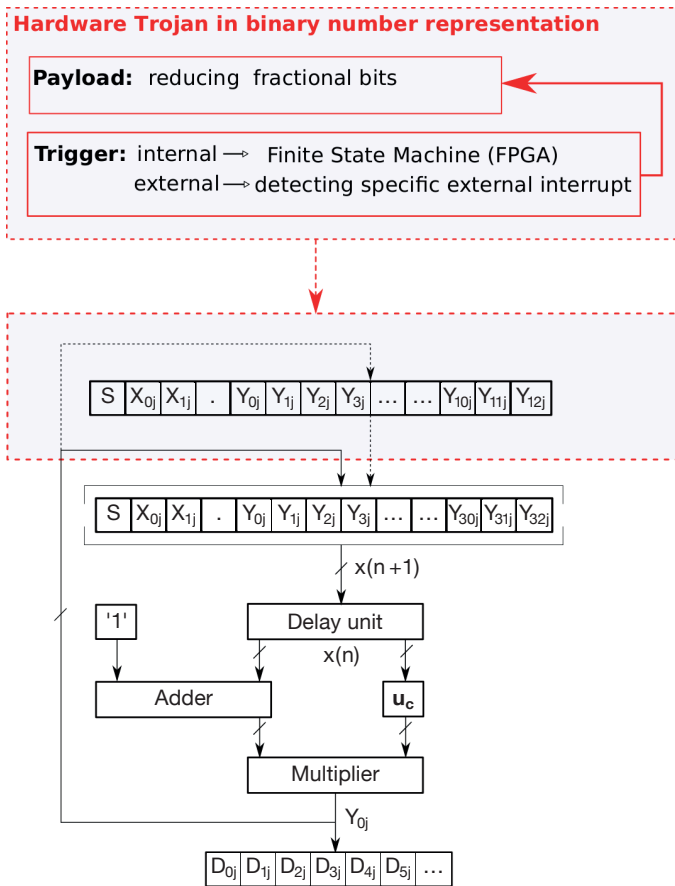 Hardware Trojan in binary number representation
Payload: reducing fractional bits
Trigger: internal → Finite State Machine (FPGA)
external → detecting specific external interrupt
S X0j X1j . Y0j Y1j Y2j Y3j ... ... Y10j Y11j Y12j
S X0j X1j . Y0j Y1j Y2j Y3j ... ... Y30j Y31j Y32j
x(n+1)
'1' Delay unit
x(n)
Adder uc
Multiplier
Y0j
D0j D1j D2j D3j D4j D5j ...